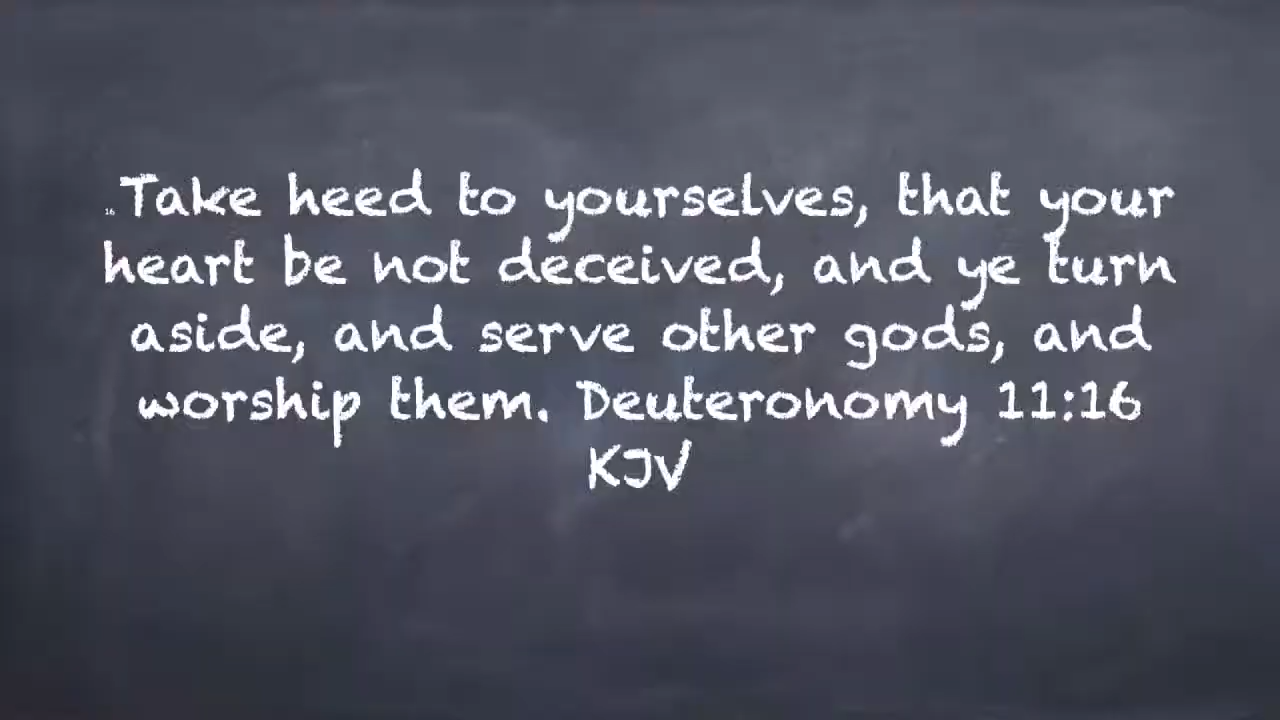 16 Take heed to yourselves, that your
heart be not deceived, and ye turn
aside, and serve other gods, and
worship them. Deuteronomy 11:16
KJV